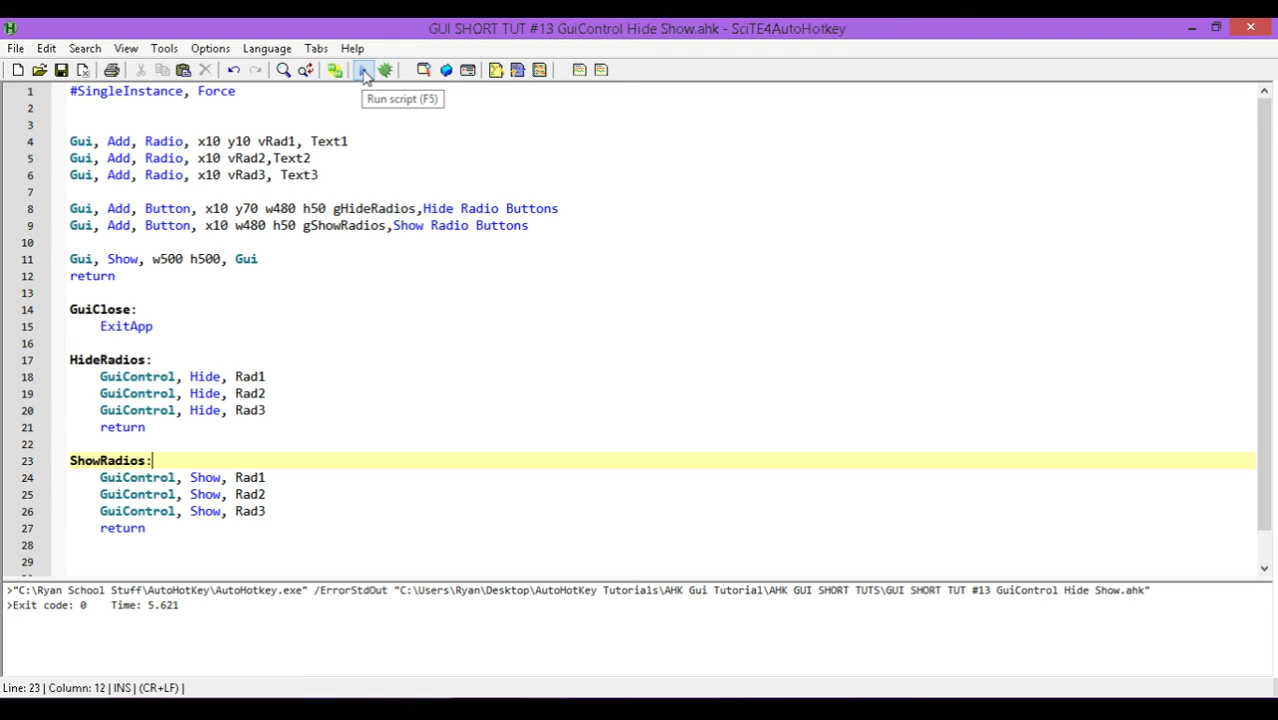 GUI SHORT TUT #13 GuiControl Hide Show.ahk - SciTE4AutoHotkey
File Edit Search View Tools Options Language Tabs Help
Run script (F5)
1 #SingleInstance, Force
2
3
4 Gui, Add, Radio, x10 y10 vRad1, Text1
5 Gui, Add, Radio, x10 vRad2,Text2
6 Gui, Add, Radio, x10 vRad3, Text3
7
8 Gui, Add, Button, x10 y70 w480 h50 gHideRadios,Hide Radio Buttons
9 Gui, Add, Button, x10 w480 h50 gShowRadios,Show Radio Buttons
10
11 Gui, Show, w500 h500, Gui
12 return
13
14 GuiClose:
15 ExitApp
16
17 HideRadios:
18 GuiControl, Hide, Rad1
19 GuiControl, Hide, Rad2
20 GuiControl, Hide, Rad3
21 return
22
23 ShowRadios:
24 GuiControl, Show, Rad1
25 GuiControl, Show, Rad2
26 GuiControl, Show, Rad3
27 return
28
29
>"C:\Ryan School Stuff\AutoHotKey\AutoHotkey.exe" /ErrorStdOut "C:\Users\Ryan\Desktop\AutoHotKey Tutorials\AHK Gui Tutorial\AHK GUI SHORT TUTS\GUI SHORT TUT #13 GuiControl Hide Show.ahk"
>Exit code: 0 Time: 5.621
Line: 23 | Column: 12 | INS | (CR+LF) |